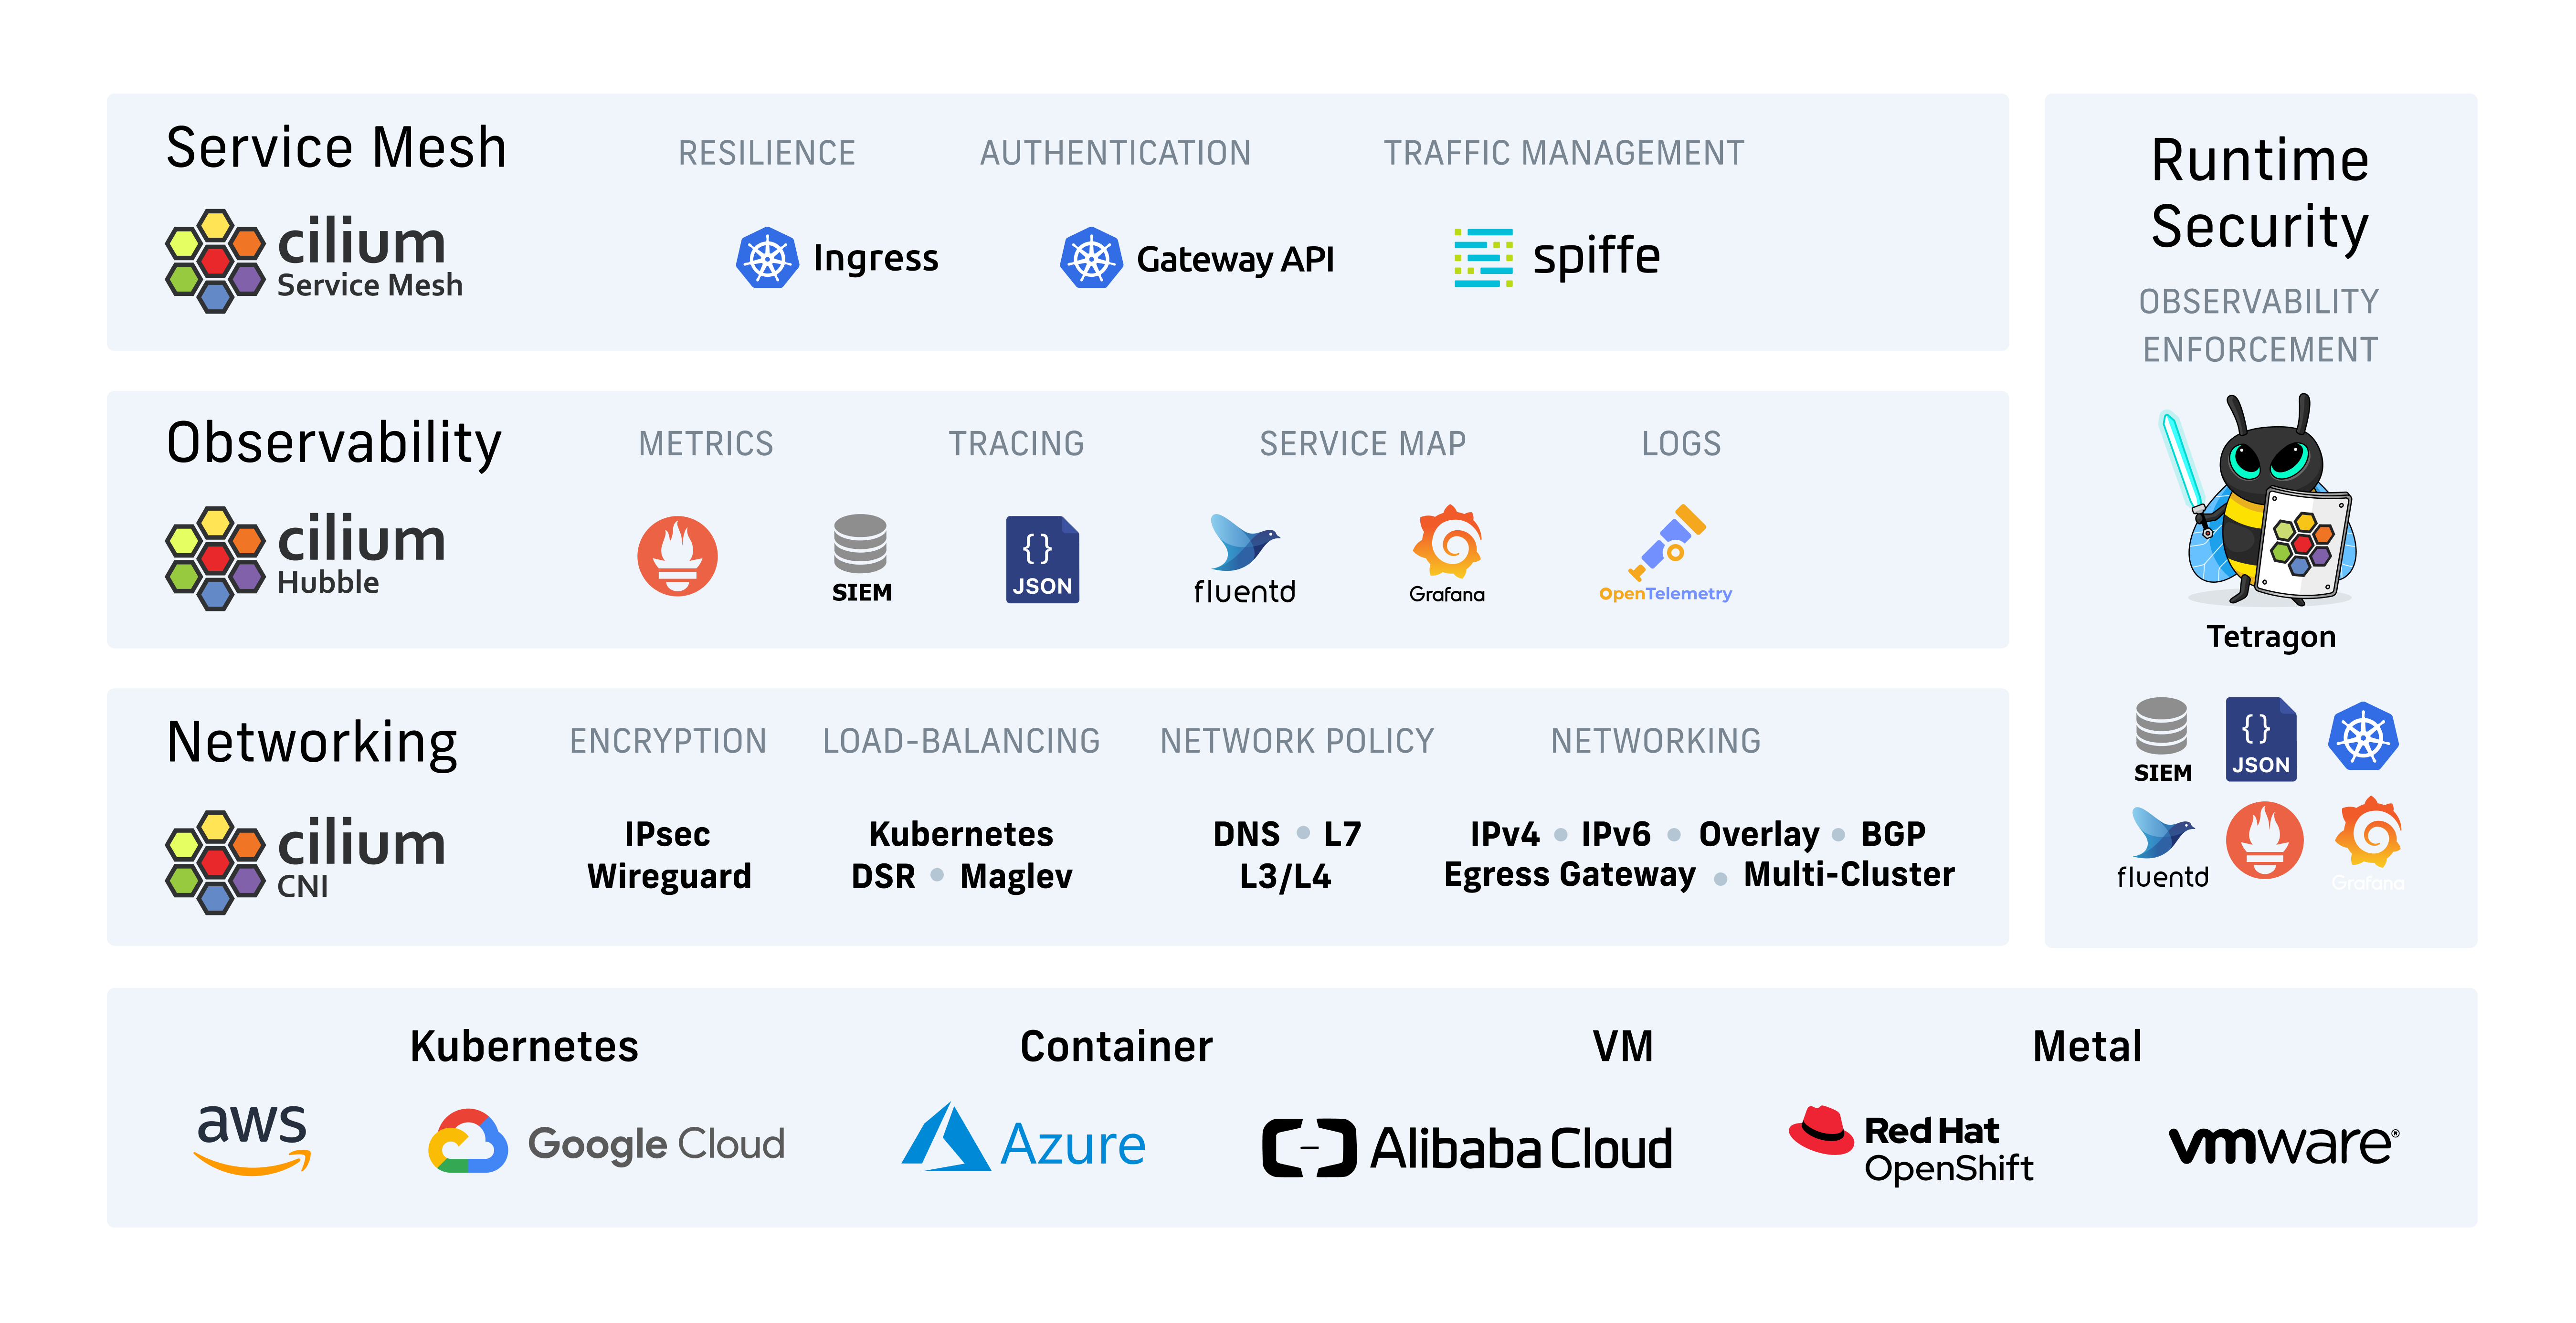 Service Mesh
RESILIENCE
AUTHENTICATION
TRAFFIC MANAGEMENT
cilium
Service Mesh
Ingress
Gateway API
spiffe
Observability
METRICS
TRACING
SERVICE MAP
LOGS
cilium
Hubble
SIEM
{}
JSON
fluentd
Grafana
OpenTelemetry
Networking
ENCRYPTION
LOAD-BALANCING
NETWORK POLICY
NETWORKING
cilium
CNI
IPsec
Wireguard
Kubernetes
DSR • Maglev
DNS • L7
L3/L4
IPv4 • IPv6 • Overlay • BGP
Egress Gateway • Multi-Cluster
Runtime
Security
OBSERVABILITY
ENFORCEMENT
Tetragon
SIEM
{}
JSON
fluentd
Grafana
Kubernetes
Container
VM
Metal
aws
Google Cloud
Azure
Alibaba Cloud
Red Hat
OpenShift
vmware®